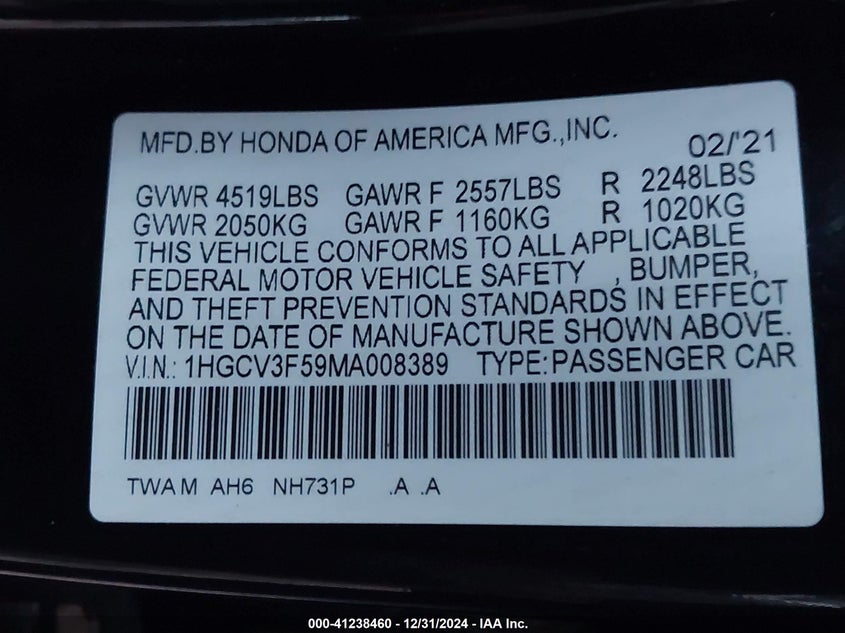 MFD.BY HONDA OF AMERICA MFG.,INC. 02/'21
GVWR 4519LBS GAWR F 2557LBS R 2248LBS
GVWR 2050KG GAWR F 1160KG R 1020KG
THIS VEHICLE CONFORMS TO ALL APPLICABLE
FEDERAL MOTOR VEHICLE SAFETY , BUMPER,
AND THEFT PREVENTION STANDARDS IN EFFECT
ON THE DATE OF MANUFACTURE SHOWN ABOVE.
V.I.N.: 1HGCV3F59MA008389 TYPE:PASSENGER CAR
TWA M AH6 NH731P .A .A
000-41238460 - 12/31/2024 - IAA Inc.